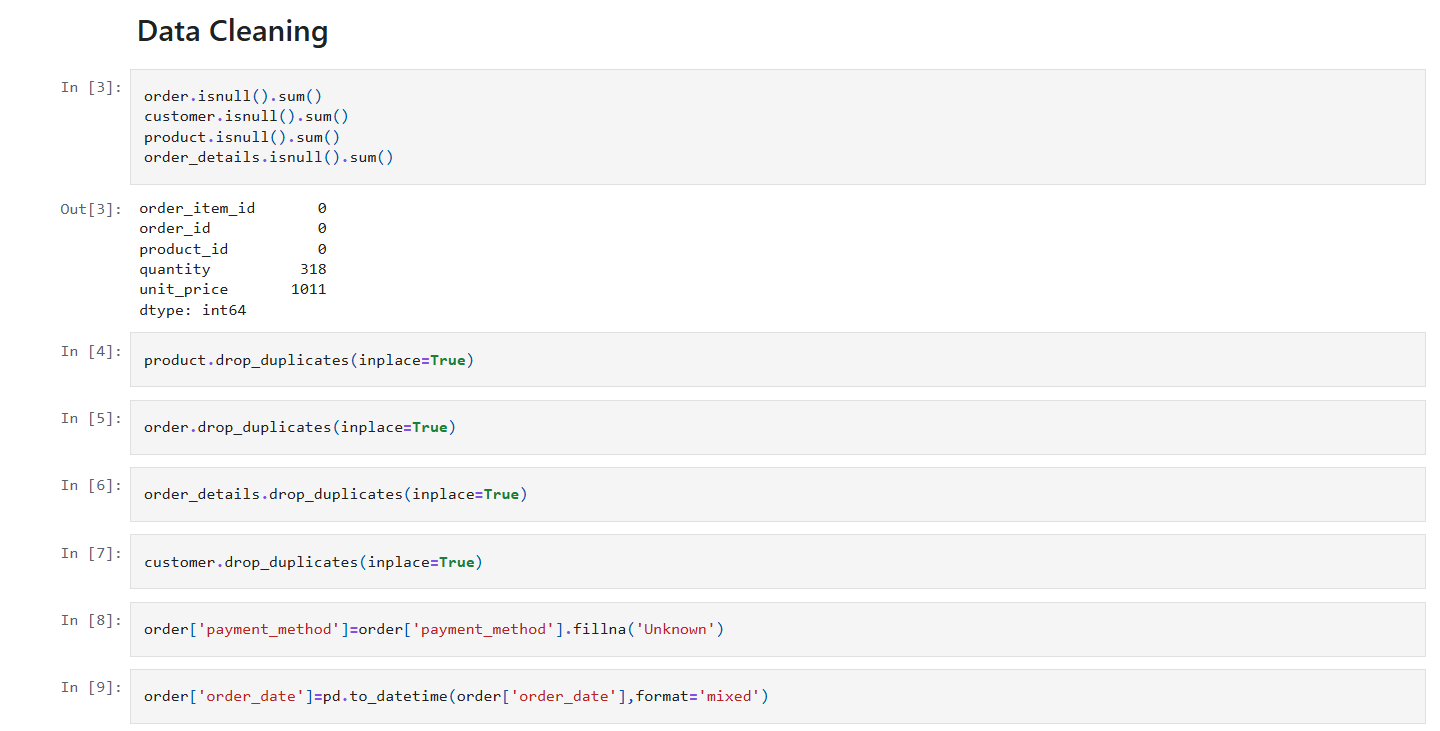 Data Cleaning
In [3]:
order.isnull().sum()
customer.isnull().sum()
product.isnull().sum()
order_details.isnull().sum()
Out[3]:
order_item_id       0
order_id            0
product_id          0
quantity          318
unit_price       1011
dtype: int64
In [4]:
product.drop_duplicates(inplace=True)
In [5]:
order.drop_duplicates(inplace=True)
In [6]:
order_details.drop_duplicates(inplace=True)
In [7]:
customer.drop_duplicates(inplace=True)
In [8]:
order['payment_method']=order['payment_method'].fillna('Unknown')
In [9]:
order['order_date']=pd.to_datetime(order['order_date'],format='mixed')